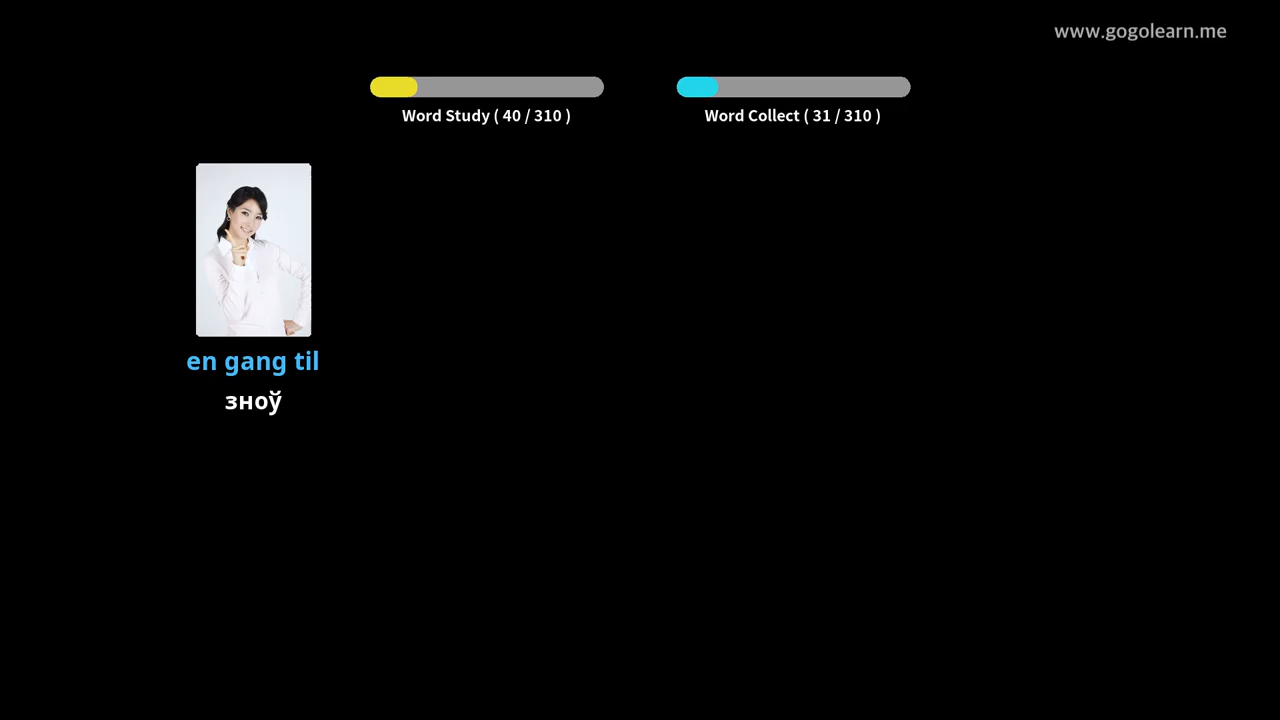 www.gogolearn.me
Word Study ( 40 / 310 )
Word Collect ( 31 / 310 )
en gang til
зноў